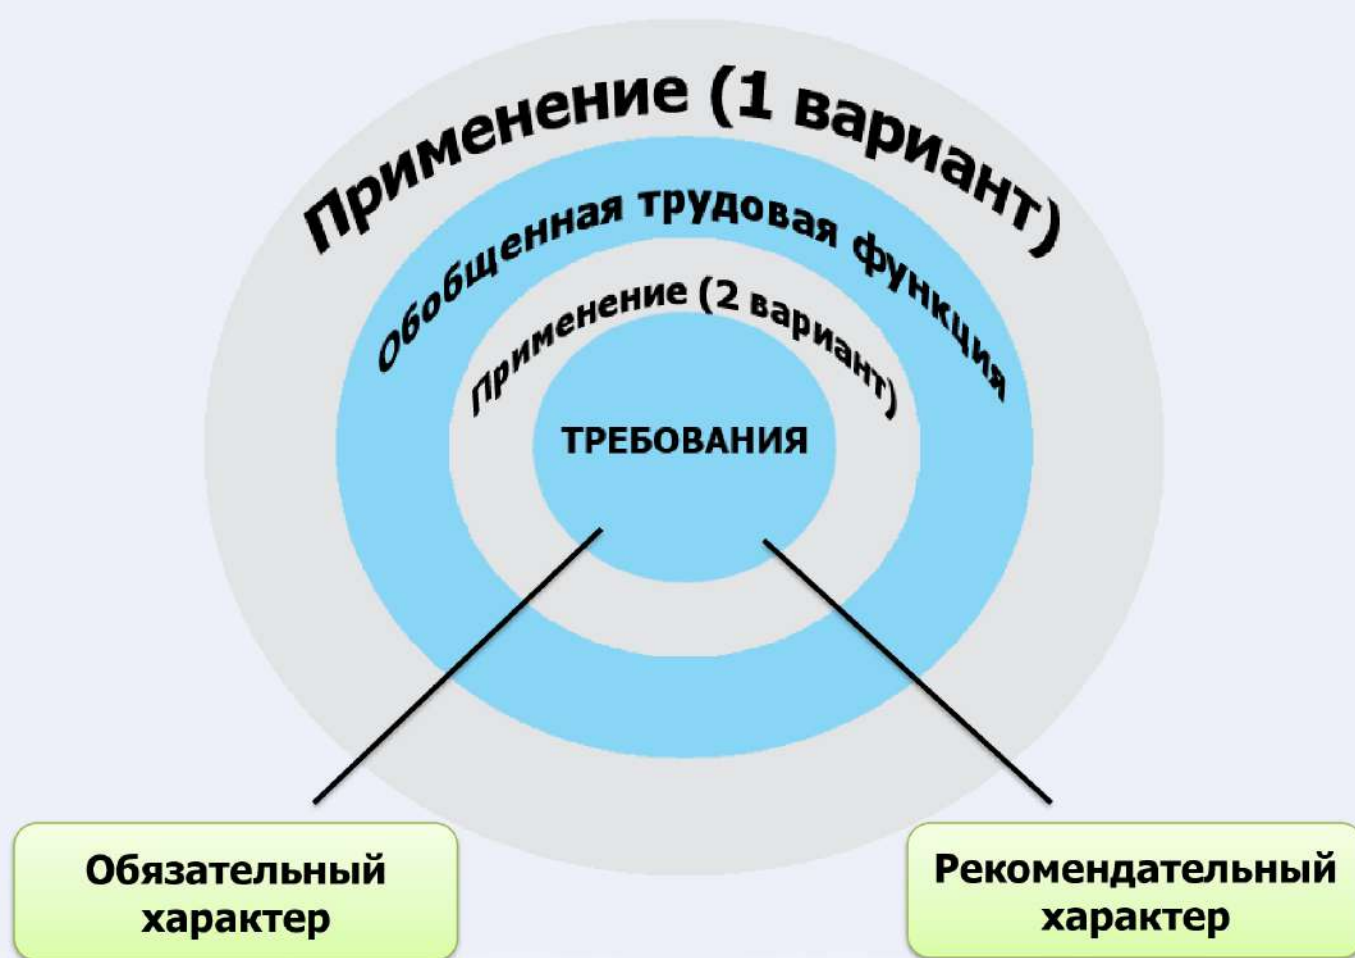 Применение (1 вариант)
Обобщенная трудовая функция
Применение (2 вариант)
ТРЕБОВАНИЯ
Обязательный
характер
Рекомендательный
характер